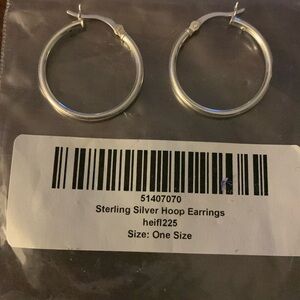 51407070
Sterling Silver Hoop Earrings
heifl225
Size: One Size